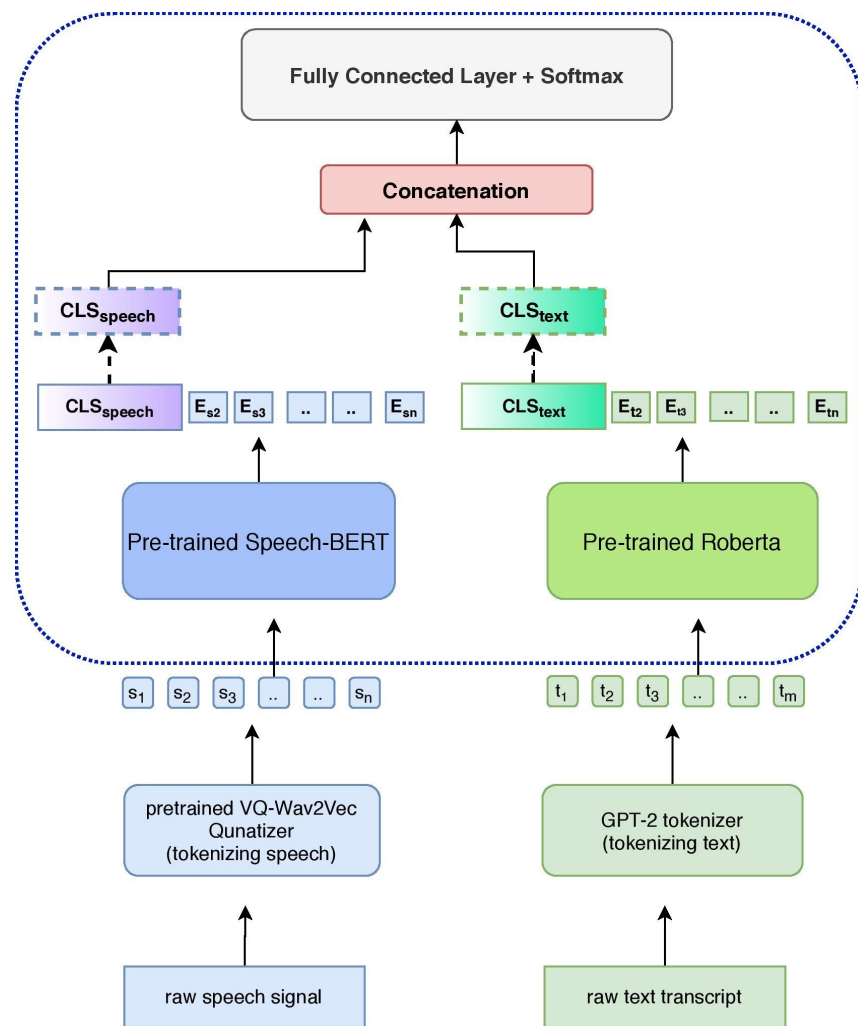 Fully Connected Layer + Softmax
Concatenation
CLSspeech
CLStext
CLSspeech Es2 Es3 .. .. Esn
CLStext Et2 Et3 .. .. Etn
Pre-trained Speech-BERT
Pre-trained Roberta
s1 s2 s3 .. .. sn
t1 t2 t3 .. .. tm
pretrained VQ-Wav2Vec
Qunatizer
(tokenizing speech)
GPT-2 tokenizer
(tokenizing text)
raw speech signal
raw text transcript